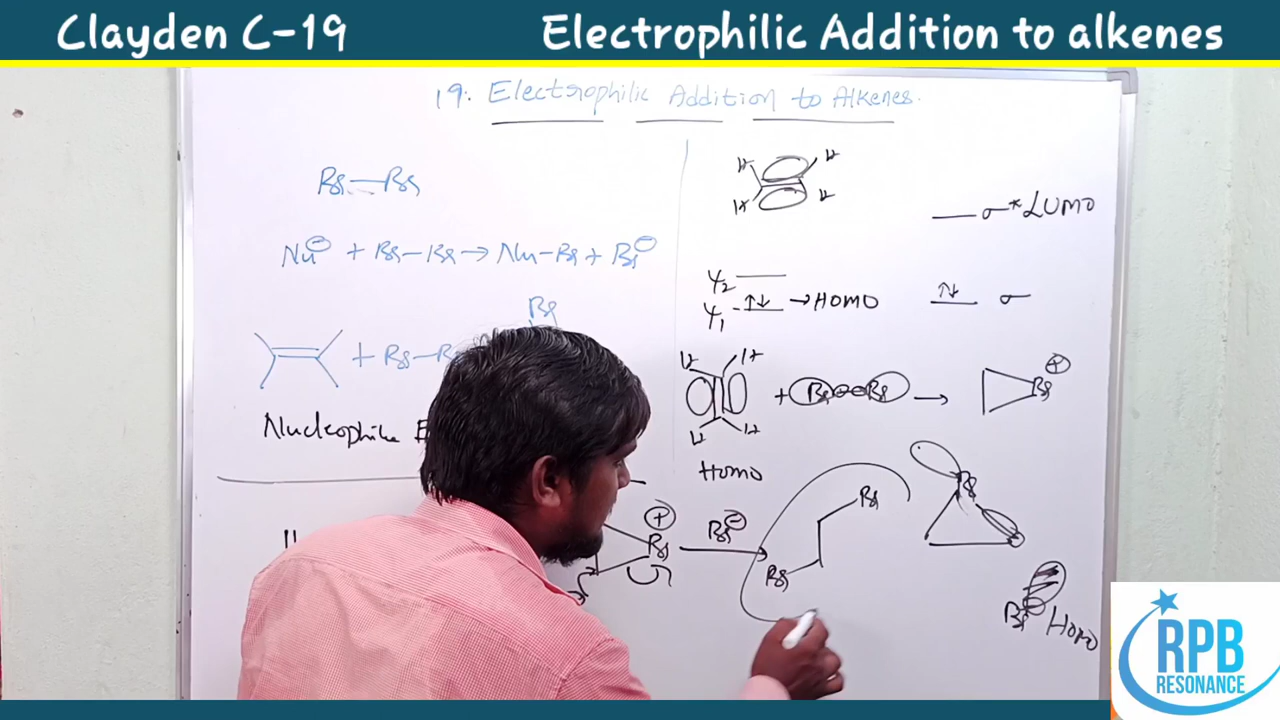 Clayden C-19 Electrophilic Addition to alkenes
19. Electrophilic Addition to Alkenes.
Br—Br
Nu⊖ + Br—Br → Nu—Br + Br⊖
Br
+ Br—Br
Nucleophile E
H H
H H
σ* LUMO
ψ2
ψ1 ⥮ → HOMO ⥮ σ
H H
H H
+ Br Br → Br⊕
Homo
⊕
Br
Br⊖
Br
Br
Br
Br Homo
RPB
RESONANCE